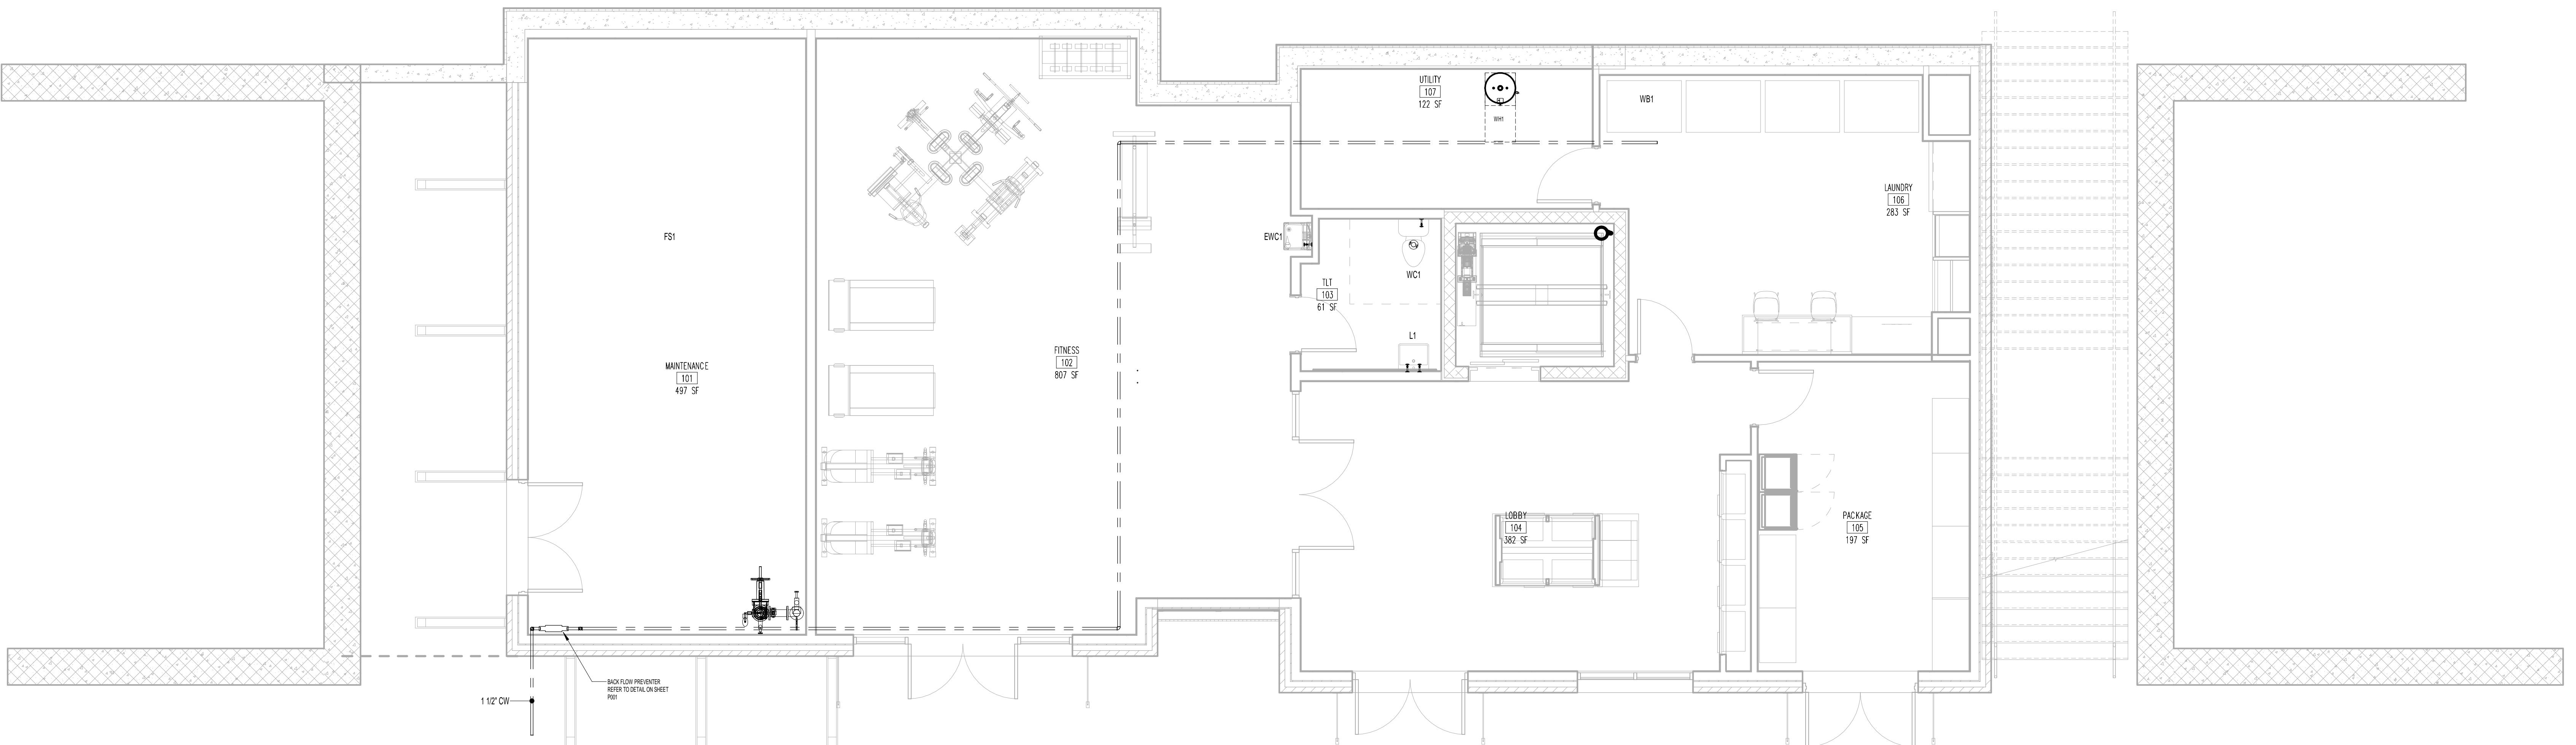 UTILITY
107
122 SF
WH1
WB1
LAUNDRY
106
283 SF
FS1
EWC1
WC1
TLT
103
61 SF
L1
FITNESS
102
807 SF
MAINTENANCE
101
497 SF
LOBBY
104
382 SF
PACKAGE
105
197 SF
BACK FLOW PREVENTER
REFER TO DETAIL ON SHEET
P001
1 1/2" CW